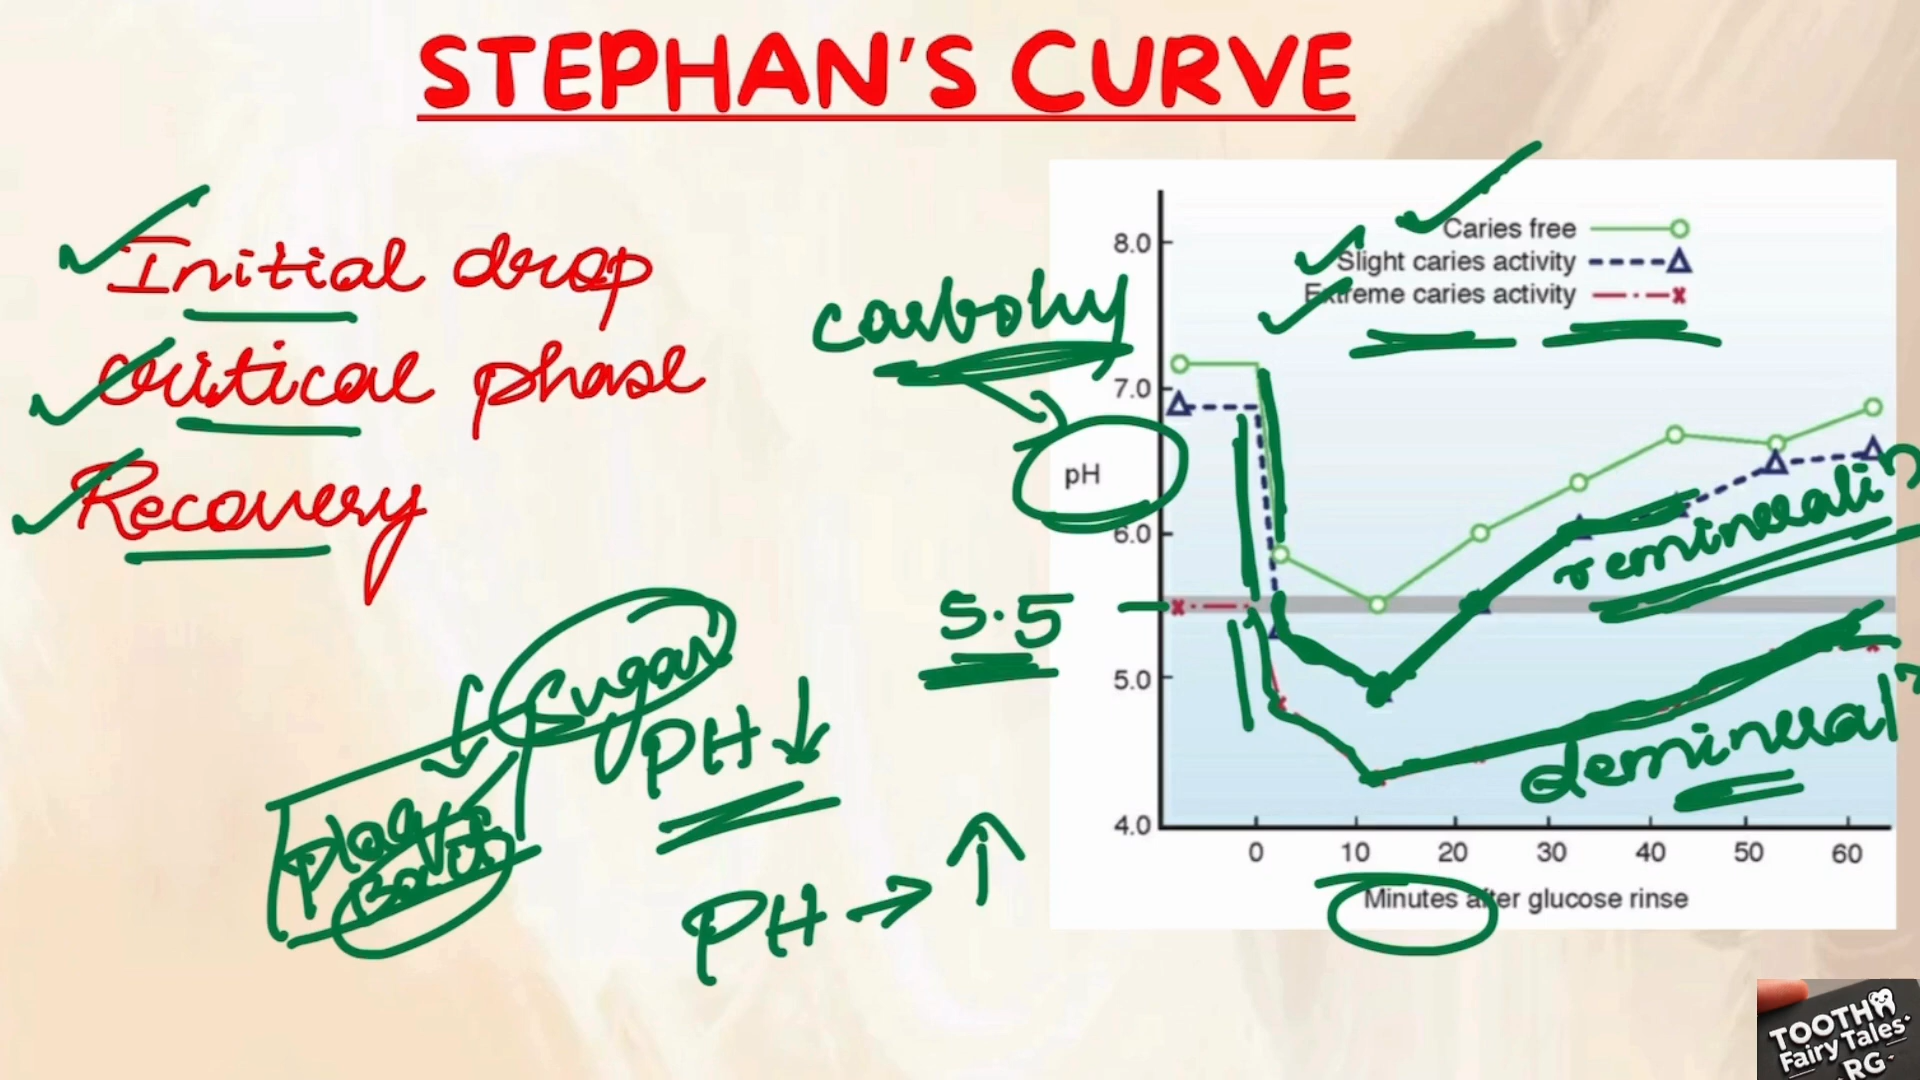 STEPHAN'S CURVE
Initial drop
critical phase
Recovery
carbohy
sugar
PH ↓
PH → ↑
5.5
Caries free
Slight caries activity
Extreme caries activity
8.0
7.0
pH
6.0
5.0
4.0
remineralin
demineral
0 10 20 30 40 50 60
Minutes after glucose rinse
TOOTH
Fairy Tales
RG